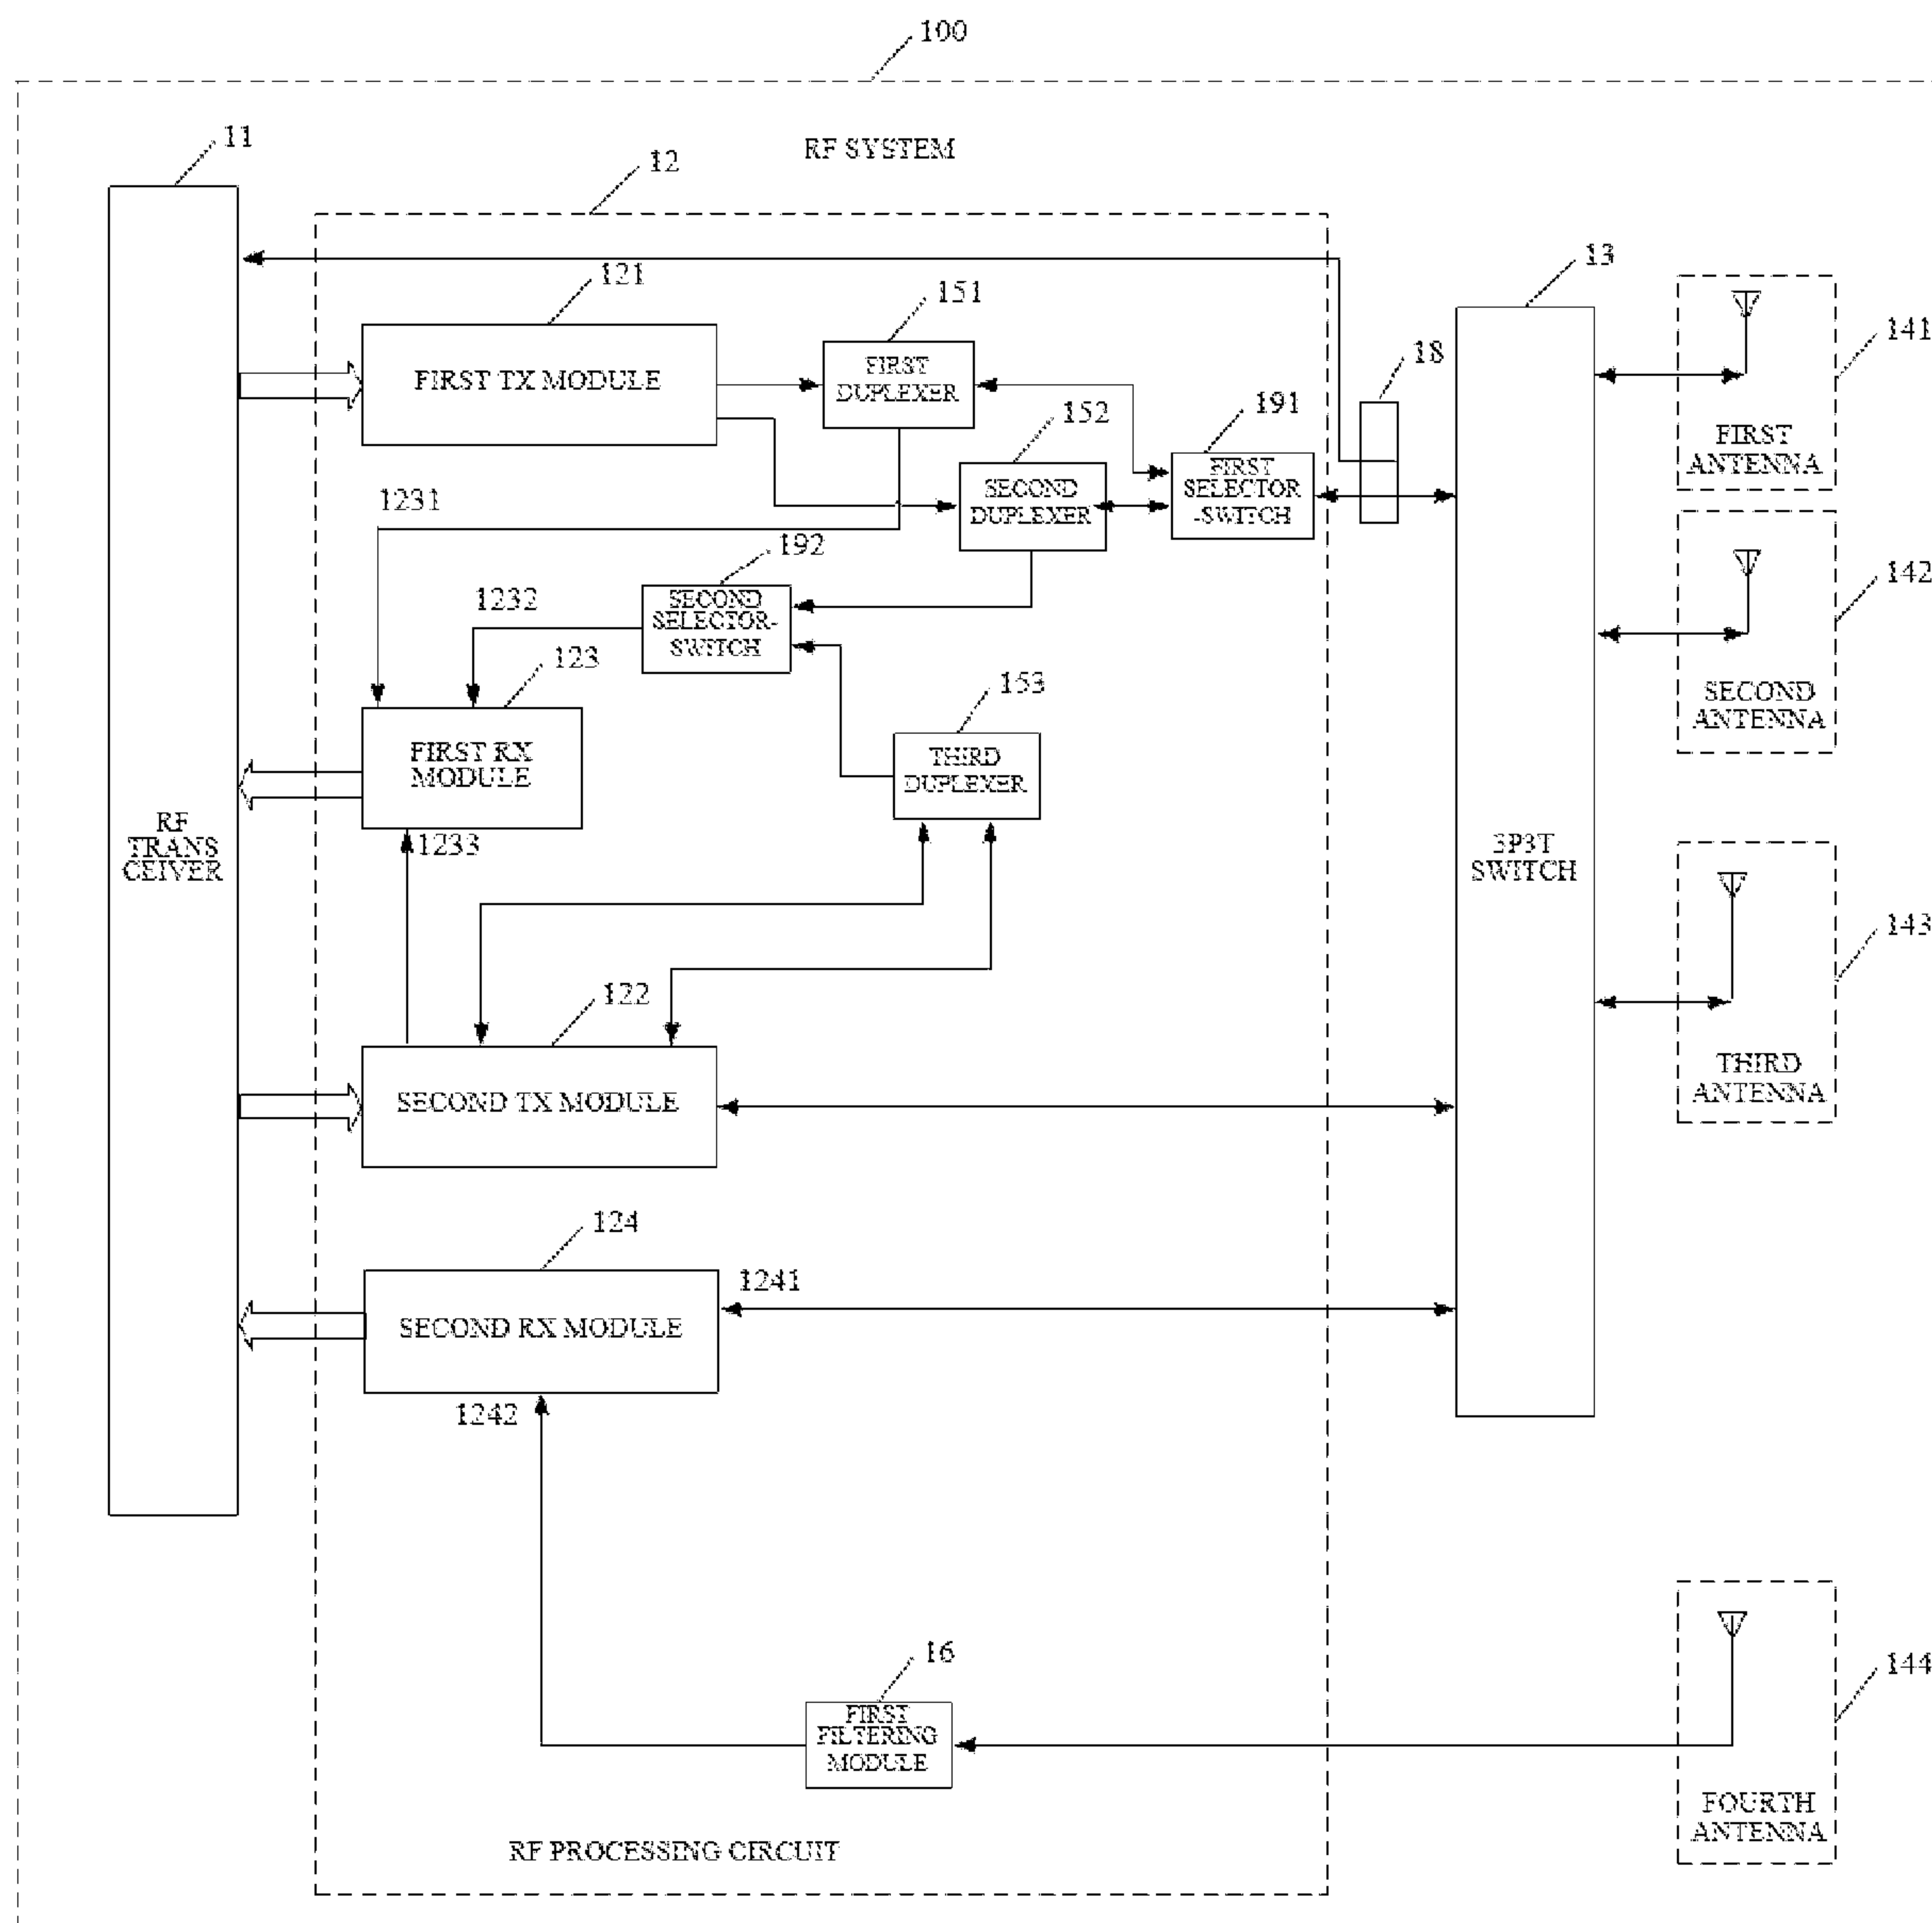 100
RF SYSTEM
11
12
13
121
151
141
FIRST
DUPLEXER
FIRST TX MODULE
18
152
191
FIRST
ANTENNA
FIRST
SELECTOR
-SWITCH
SECOND
DUPLEXER
1231
192
142
SECOND
SELECTOR-
SWITCH
1232
123
153
SECOND
ANTENNA
FIRST RX
MODULE
THIRD
DUPLEXER
RF
TRANS
CEIVER
1233
3P3T
SWITCH
143
122
THIRD
ANTENNA
SECOND TX MODULE
124
1241
SECOND RX MODULE
1242
16
144
FIRST
FILTERING
MODULE
FOURTH
ANTENNA
RF PROCESSING CIRCUIT